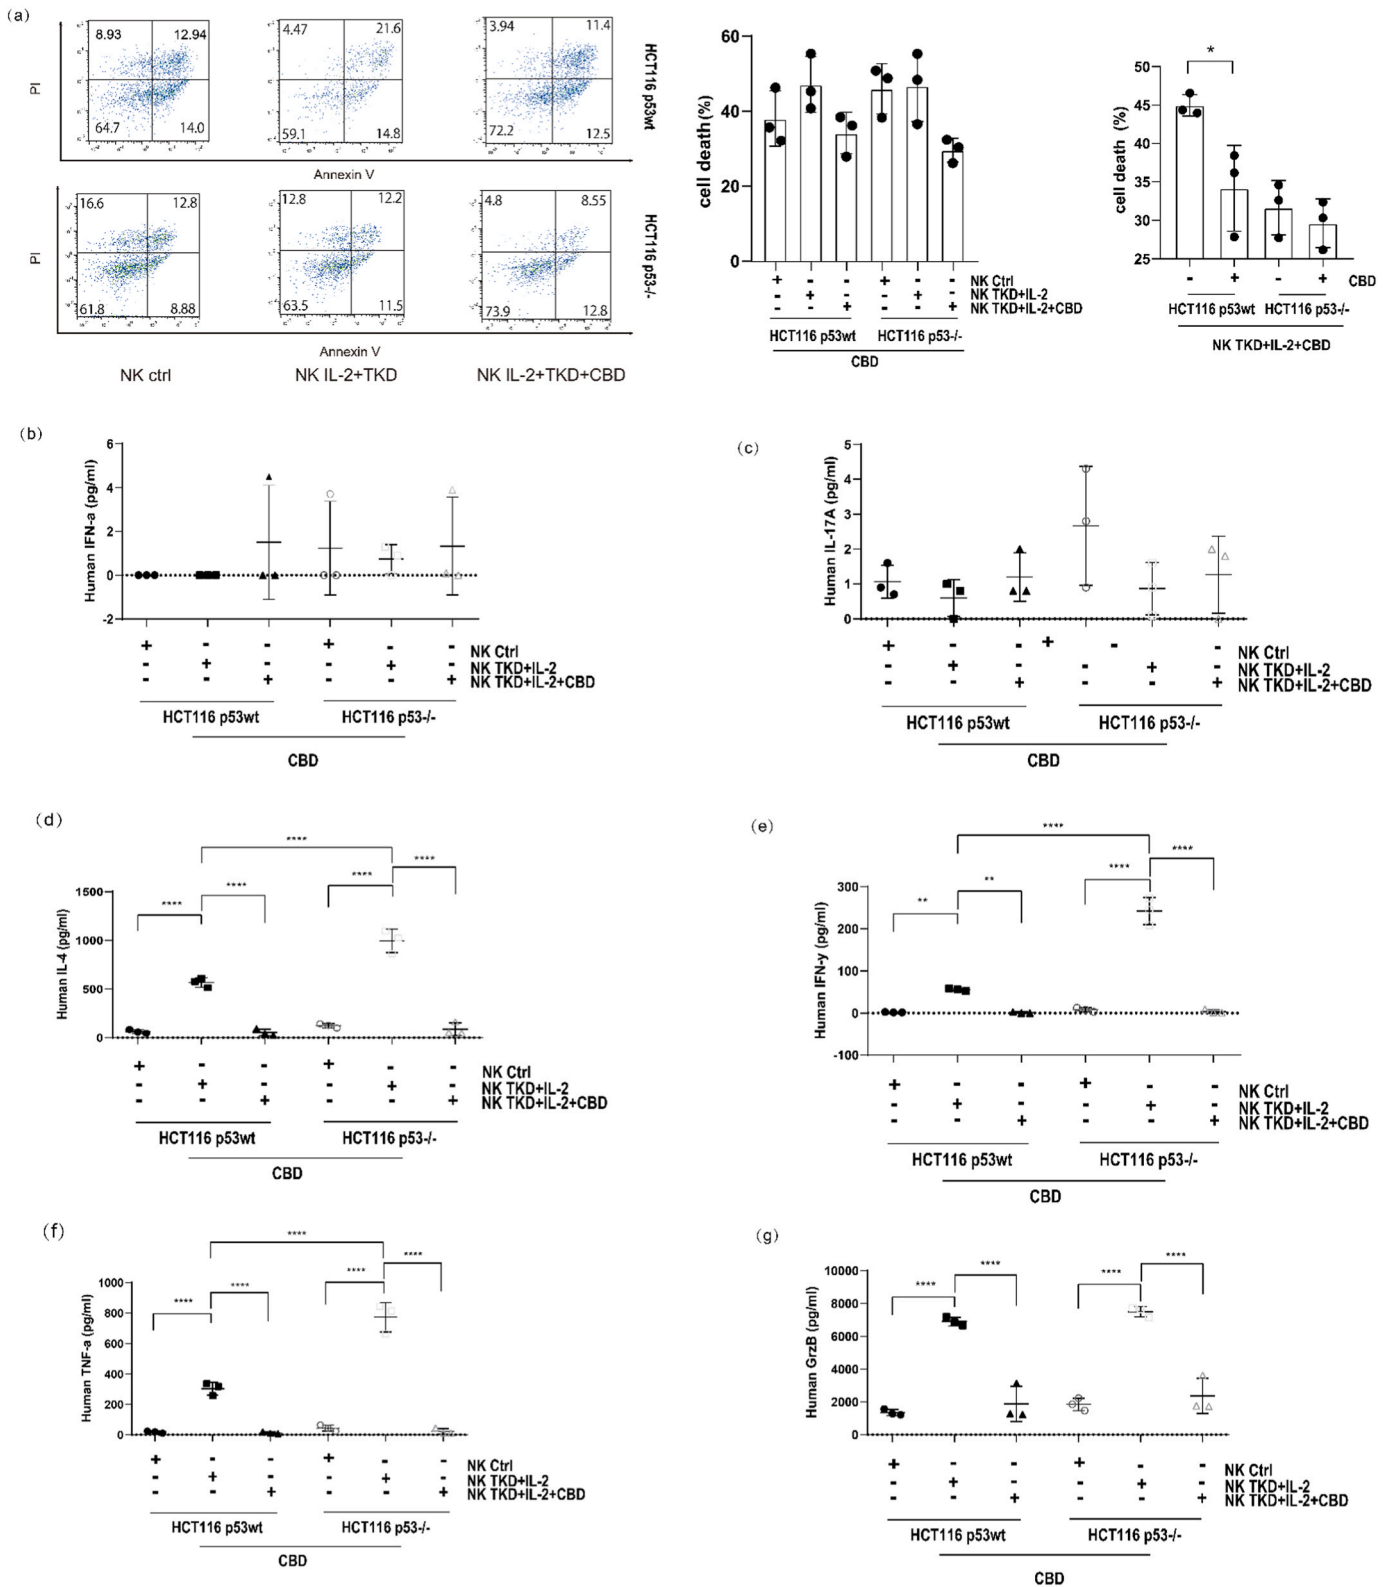 (a)
8.93 12.94
64.7 14.0
4.47 21.6
59.1 14.8
3.94 11.4
72.2 12.5
PI
HCT116 p53wt
Annexin V
16.6 12.8
61.8 8.88
12.8 12.2
63.5 11.5
4.8 8.55
73.9 12.8
PI
HCT116 p53-/-
Annexin V
NK ctrl NK IL-2+TKD NK IL-2+TKD+CBD
cell death (%)
60
40
20
0
+ - - + - - NK Ctrl
- + - - + - NK TKD+IL-2
- - + - - + NK TKD+IL-2+CBD
HCT116 p53wt HCT116 p53-/-
CBD
cell death (%)
*
50
45
40
35
30
25
- + - + CBD
HCT116 p53wt HCT116 p53-/-
NK TKD+IL-2+CBD
(b)
Human IFN-a (pg/ml)
6
4
2
0
-2
+ - - + - - NK Ctrl
- + - - + - NK TKD+IL-2
- - + - - + NK TKD+IL-2+CBD
HCT116 p53wt HCT116 p53-/-
CBD
(c)
Human IL-17A (pg/ml)
5
4
3
2
1
0
+ - - + - - NK Ctrl
- + - - + - NK TKD+IL-2
- - + - - + NK TKD+IL-2+CBD
HCT116 p53wt HCT116 p53-/-
CBD
(d)
Human IL-4 (pg/ml)
****
****
**** ****
****
1500
1000
500
0
+ - - + - - NK Ctrl
- + - - + - NK TKD+IL-2
- - + - - + NK TKD+IL-2+CBD
HCT116 p53wt HCT116 p53-/-
CBD
(e)
Human IFN-y (pg/ml)
****
****
** ****
**
300
200
100
0
-100
+ - - + - - NK Ctrl
- + - - + - NK TKD+IL-2
- - + - - + NK TKD+IL-2+CBD
HCT116 p53wt HCT116 p53-/-
CBD
(f)
Human TNF-a (pg/ml)
****
****
**** ****
****
1000
800
600
400
200
0
+ - - + - - NK Ctrl
- + - - + - NK TKD+IL-2
- - + - - + NK TKD+IL-2+CBD
HCT116 p53wt HCT116 p53-/-
CBD
(g)
Human GrzB (pg/ml)
**** ****
**** ****
10000
8000
6000
4000
2000
0
+ - - + - - NK Ctrl
- + - - + - NK TKD+IL-2
- - + - - + NK TKD+IL-2+CBD
HCT116 p53wt HCT116 p53-/-
CBD